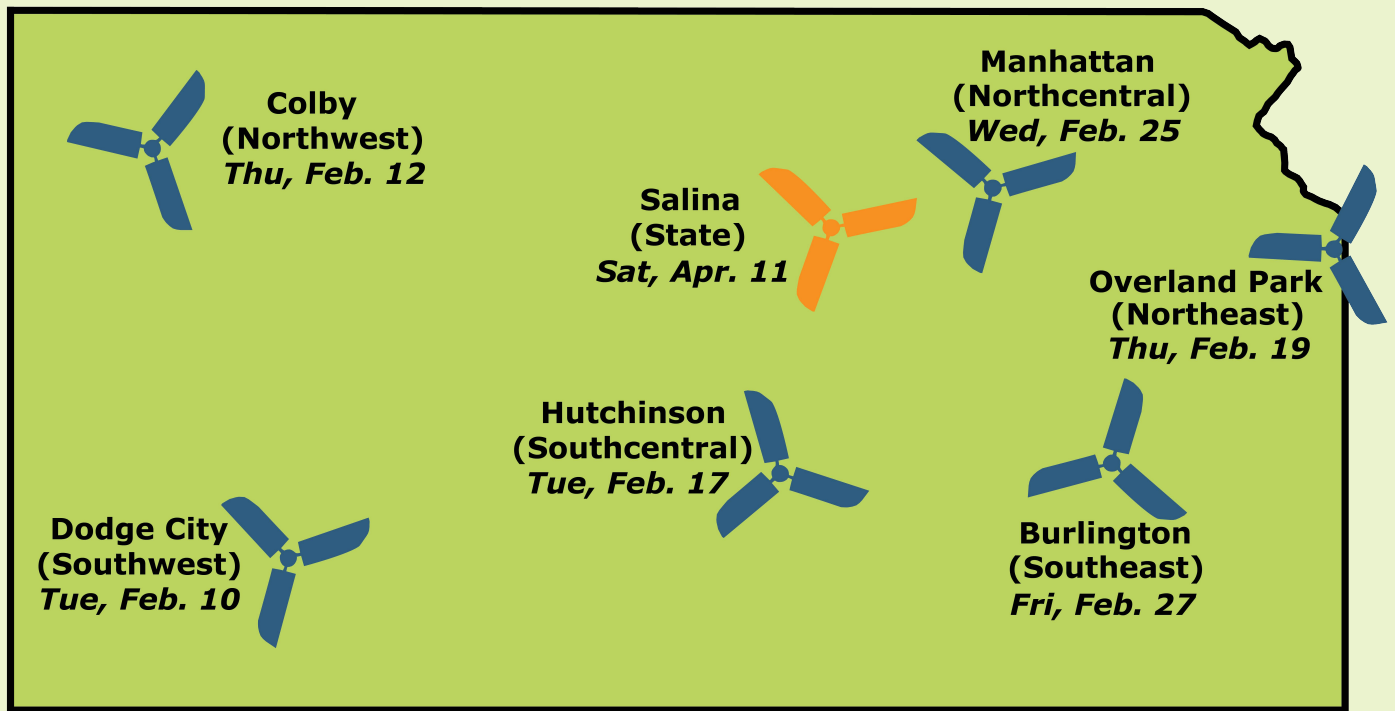 Colby
(Northwest)
Thu, Feb. 12
Manhattan
(Northcentral)
Wed, Feb. 25
Salina
(State)
Sat, Apr. 11
Overland Park
(Northeast)
Thu, Feb. 19
Hutchinson
(Southcentral)
Tue, Feb. 17
Dodge City
(Southwest)
Tue, Feb. 10
Burlington
(Southeast)
Fri, Feb. 27